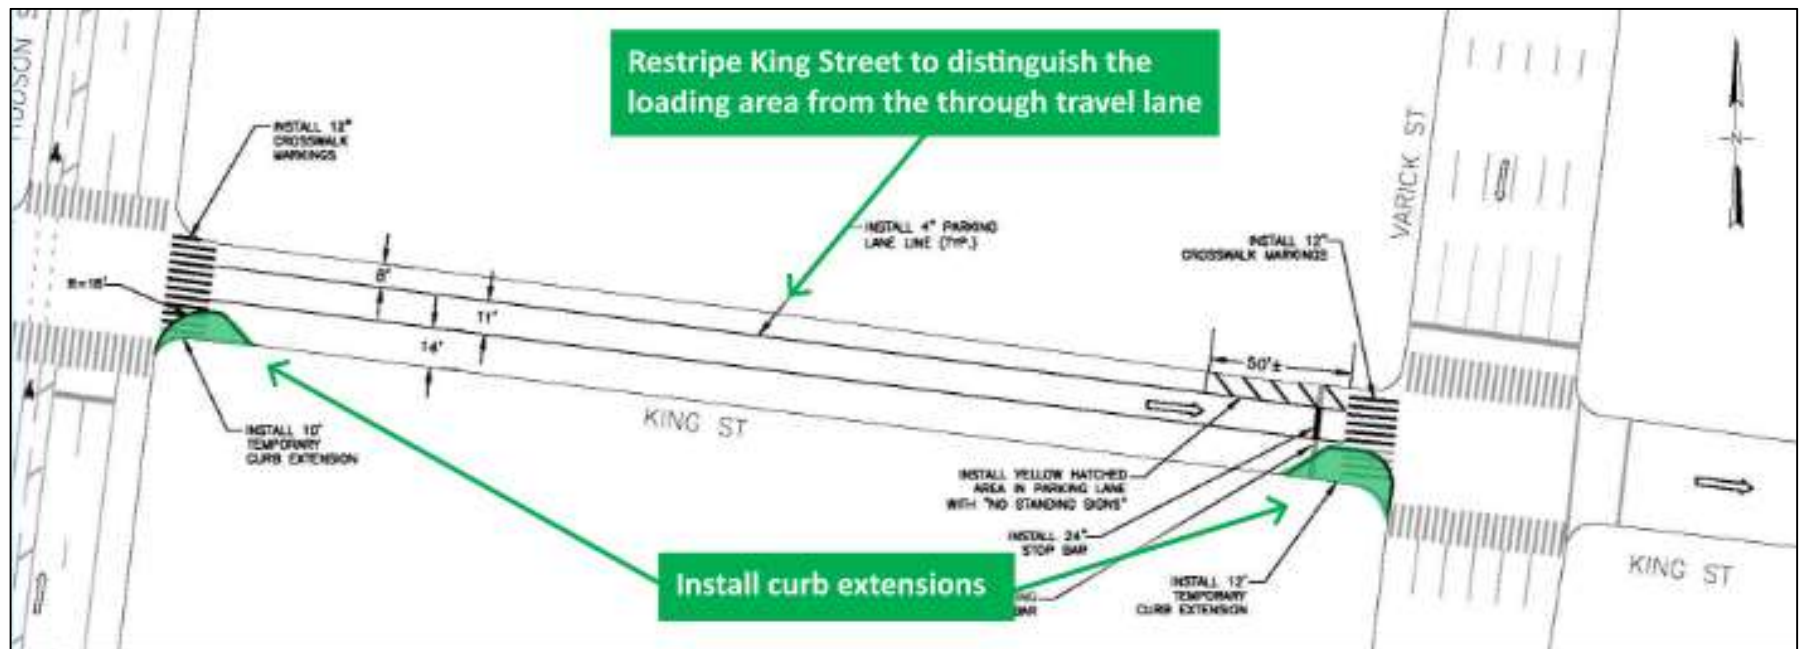 HUDSON S
Restripe King Street to distinguish the
loading area from the through travel lane
INSTALL 12"
CROSSWALK
MARKINGS
INSTALL 4" PARKING
LANE LINE (TYP.)
VARICK ST
N
INSTALL 12"
CROSSWALK MARKINGS
R=18'
8'
11'
14'
50'±
KING ST
INSTALL 10'
TEMPORARY
CURB EXTENSION
INSTALL YELLOW HATCHED
AREA IN PARKING LANE
WITH "NO STANDING SIGNS"
INSTALL 24"
STOP BAR
Install curb extensions
ING
BAR
INSTALL 12'
TEMPORARY
CURB EXTENSION
KING ST